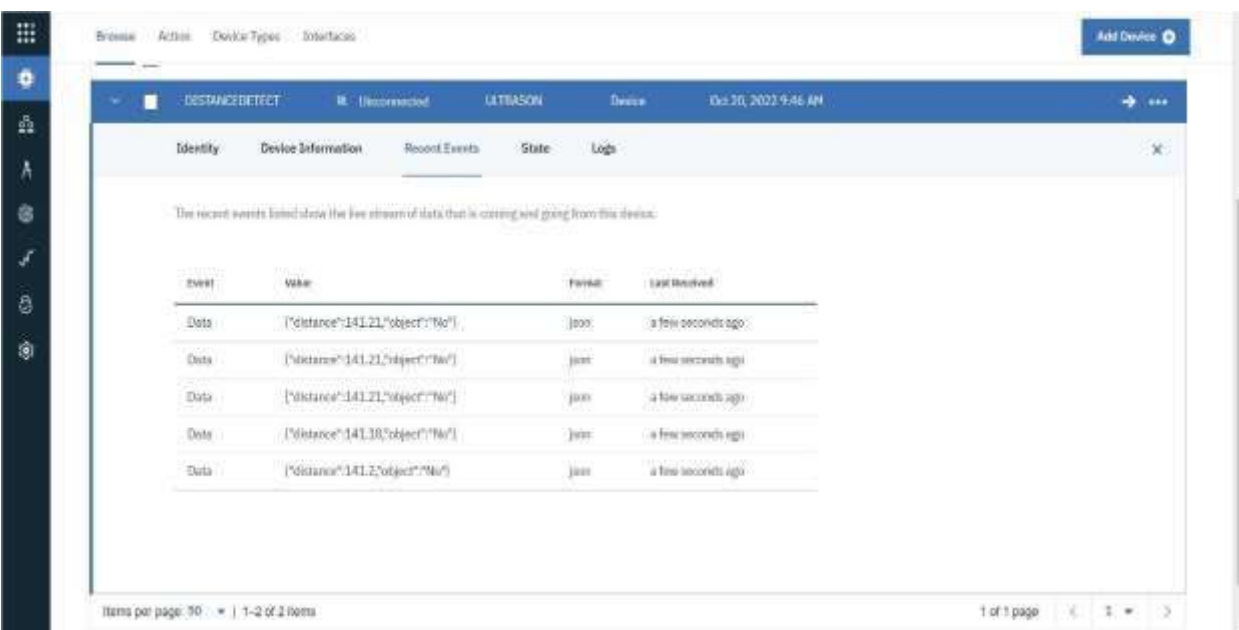 Browse Action Device Types Interfaces Add Device
DISTANCEDETECT Disconnected ULTRASON Device Oct 20, 2022 9:46 AM
Identity Device Information Recent Events State Logs
The recent events listed show the live stream of data that is coming and going from this device.
Event Value Format Last Received
Data {"distance":141.21,"object":"No"} json a few seconds ago
Data {"distance":141.21,"object":"No"} json a few seconds ago
Data {"distance":141.21,"object":"No"} json a few seconds ago
Data {"distance":141.18,"object":"No"} json a few seconds ago
Data {"distance":141.2,"object":"No"} json a few seconds ago
Items per page 50 | 1–2 of 2 items 1 of 1 page 1